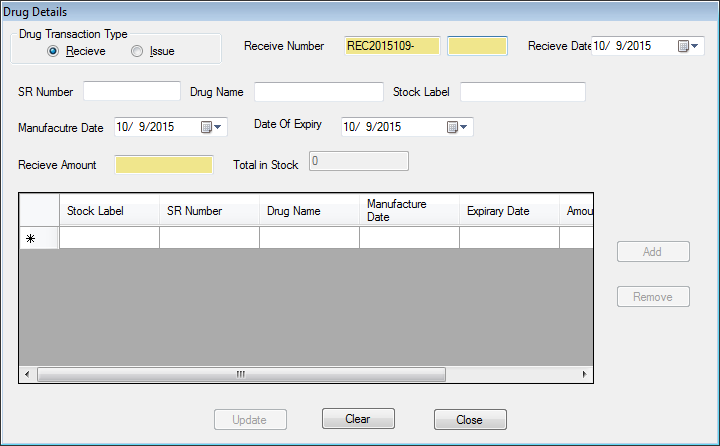 Drug Details
Drug Transaction Type
Recieve Issue
Receive Number REC2015109- Recieve Date 10/ 9/2015
SR Number Drug Name Stock Label
Manufacutre Date 10/ 9/2015 Date Of Expiry 10/ 9/2015
Recieve Amount Total in Stock 0
Stock Label SR Number Drug Name Manufacture Date Expirary Date Amou
Add
Remove
Update Clear Close